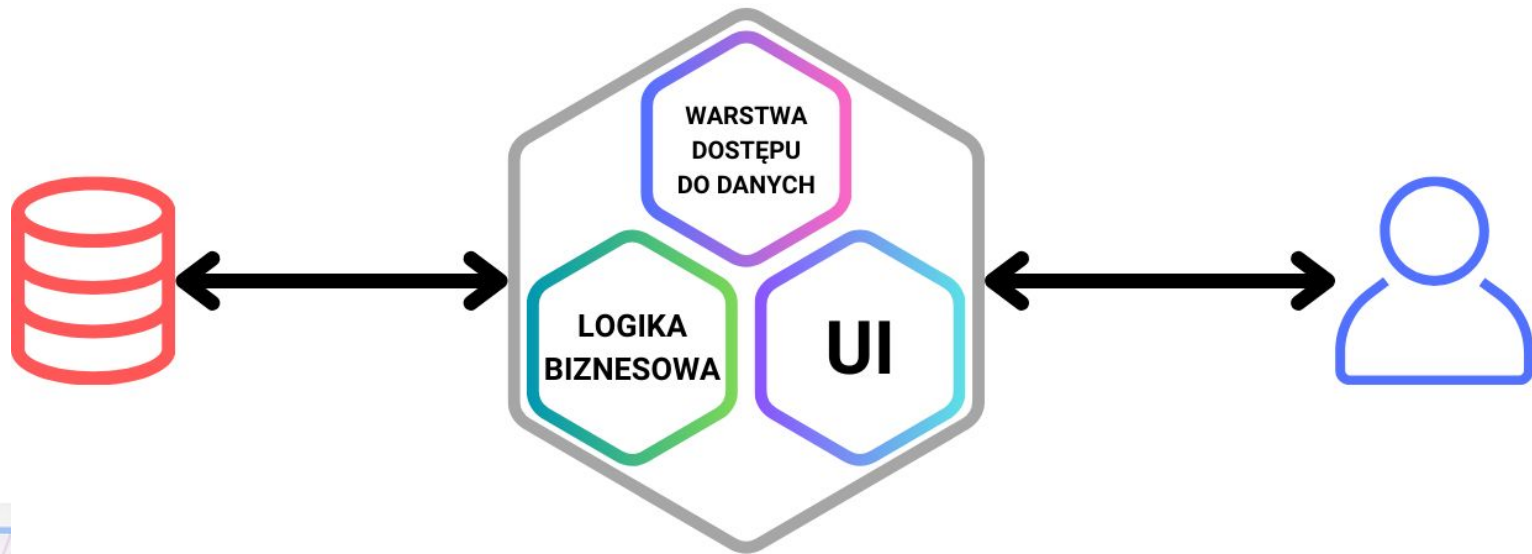 WARSTWA
DOSTĘPU
DO DANYCH
LOGIKA
BIZNESOWA
UI